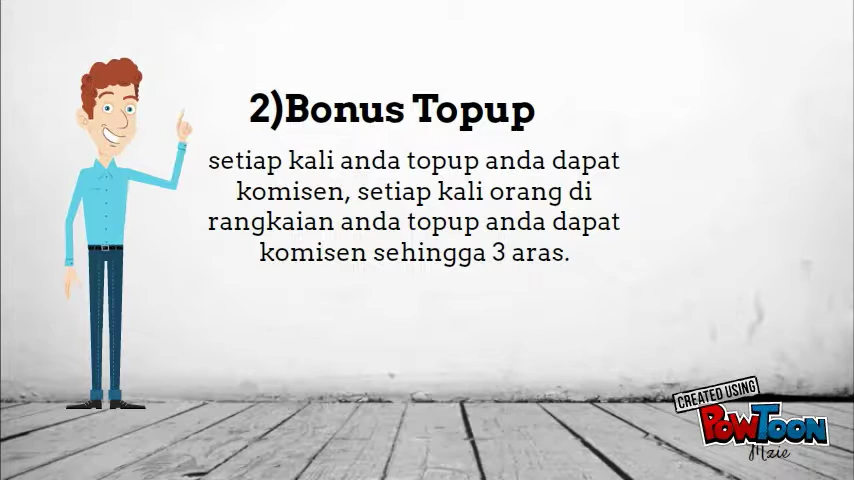 2)Bonus Topup
setiap kali anda topup anda dapat
komisen, setiap kali orang di
rangkaian anda topup anda dapat
komisen sehingga 3 aras.
CREATED USING
POWTOON
Mzie